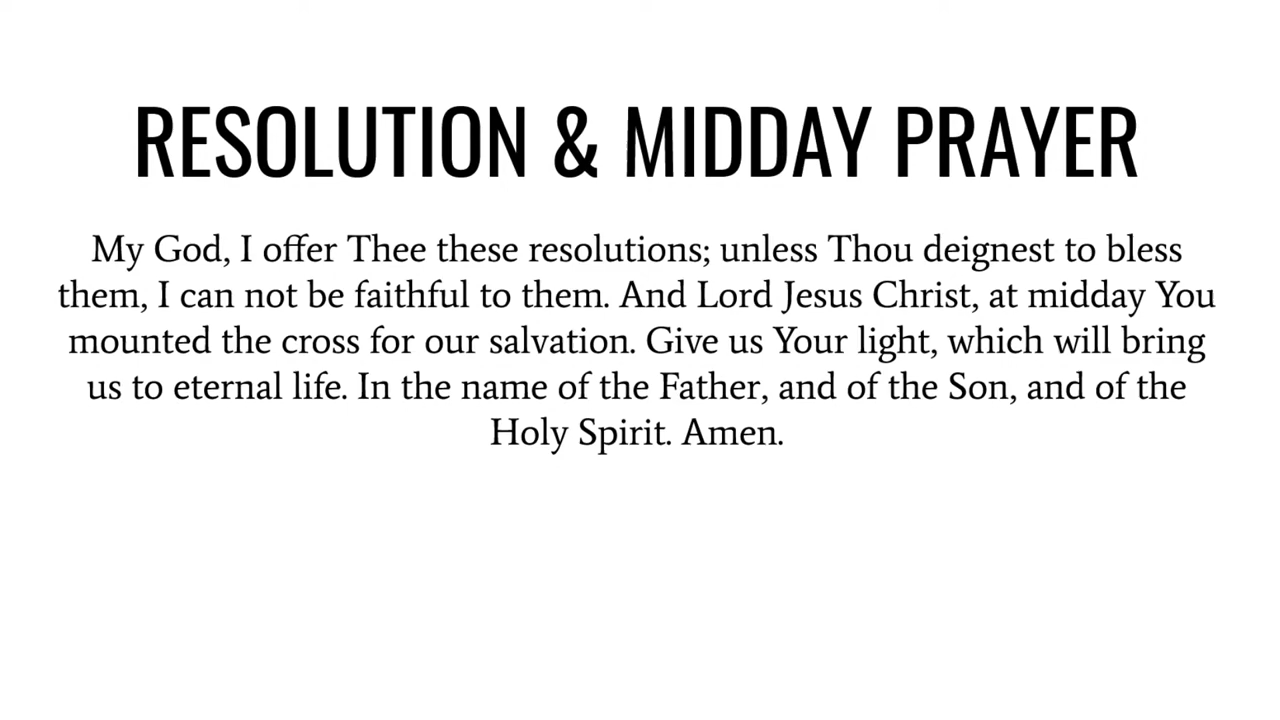 RESOLUTION & MIDDAY PRAYER
My God, I offer Thee these resolutions; unless Thou deignest to bless
them, I can not be faithful to them. And Lord Jesus Christ, at midday You
mounted the cross for our salvation. Give us Your light, which will bring
us to eternal life. In the name of the Father, and of the Son, and of the
Holy Spirit. Amen.